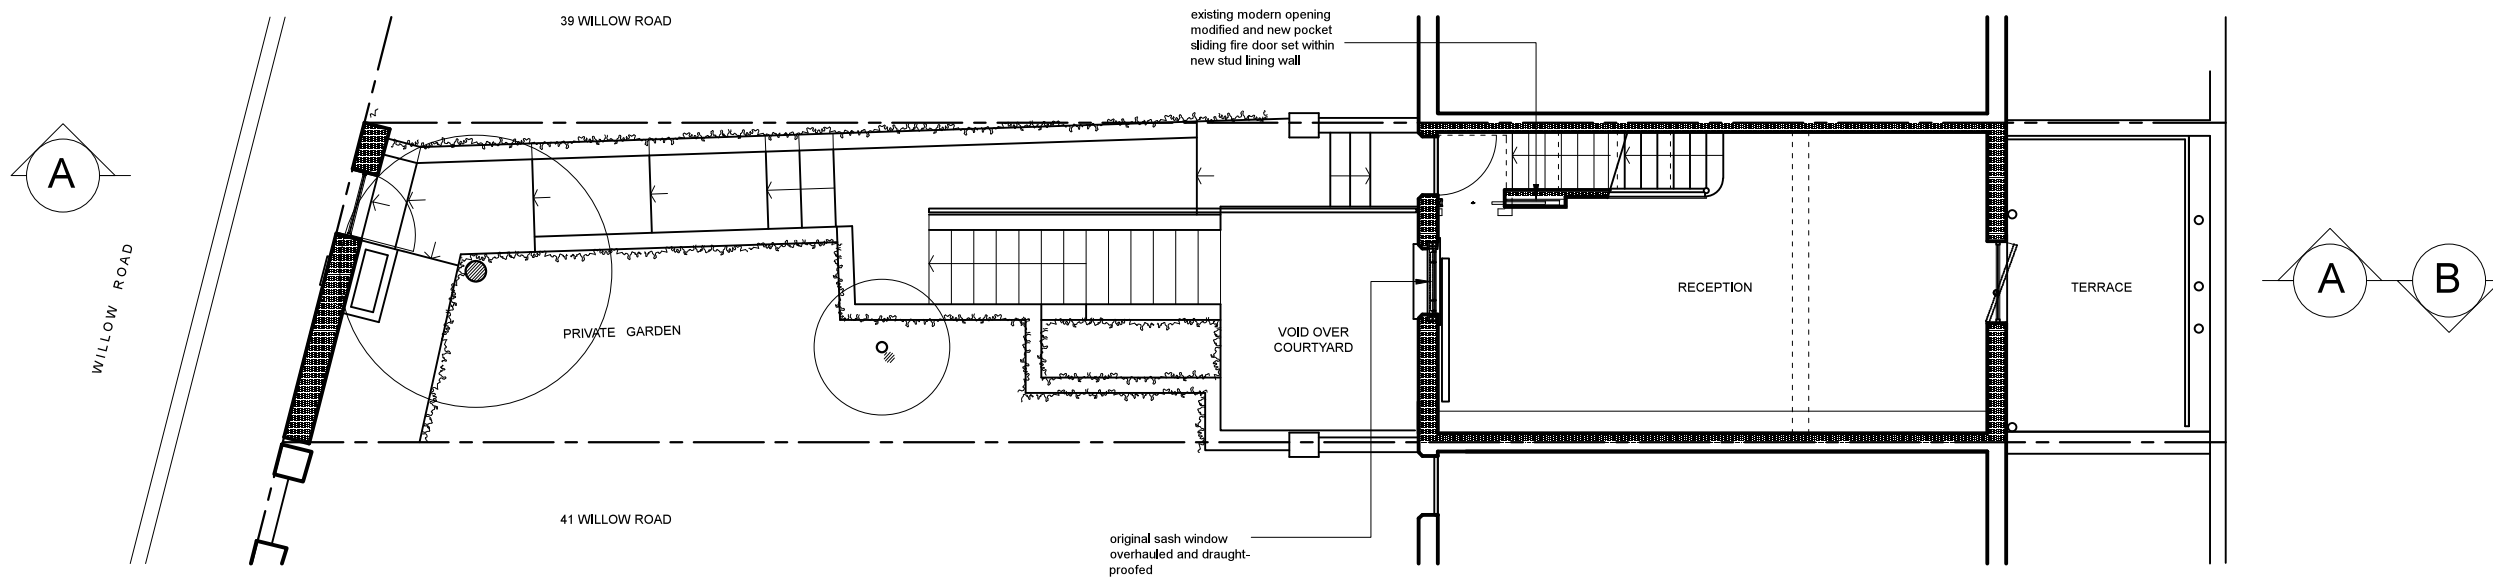 39 WILLOW ROAD
existing modern opening
modified and new pocket
sliding fire door set within
new stud lining wall
A
WILLOW ROAD
PRIVATE GARDEN
VOID OVER
COURTYARD
RECEPTION
TERRACE
A
B
41 WILLOW ROAD
original sash window
overhauled and draught-
proofed